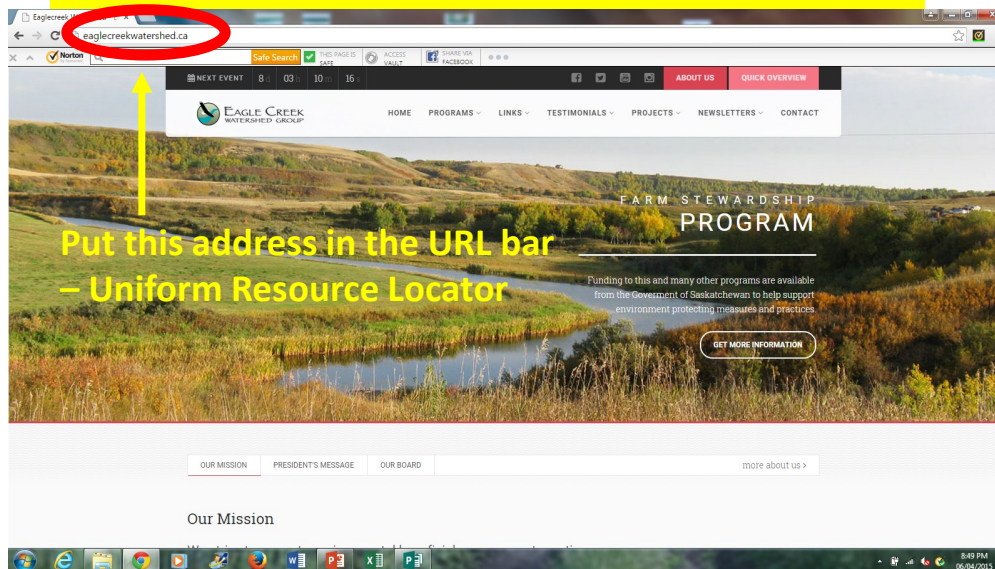 Eaglecreek W
eaglecreekwatershed.ca
Norton
by Symantec
Safe Search
THIS PAGE IS SAFE
ACCESS VAULT
SHARE VIA FACEBOOK
NEXT EVENT 8 d 03 h 10 m 16 s
ABOUT US
QUICK OVERVIEW
EAGLE CREEK
WATERSHED GROUP
HOME PROGRAMS LINKS TESTIMONIALS PROJECTS NEWSLETTERS CONTACT
FARM STEWARDSHIP
PROGRAM
Put this address in the URL bar
– Uniform Resource Locator
Funding to this and many other programs are available
from the Goverment of Saskatchewan to help support
environment protecting measures and practices.
GET MORE INFORMATION
OUR MISSION PRESIDENT'S MESSAGE OUR BOARD more about us >
Our Mission
8:49 PM
06/04/2015